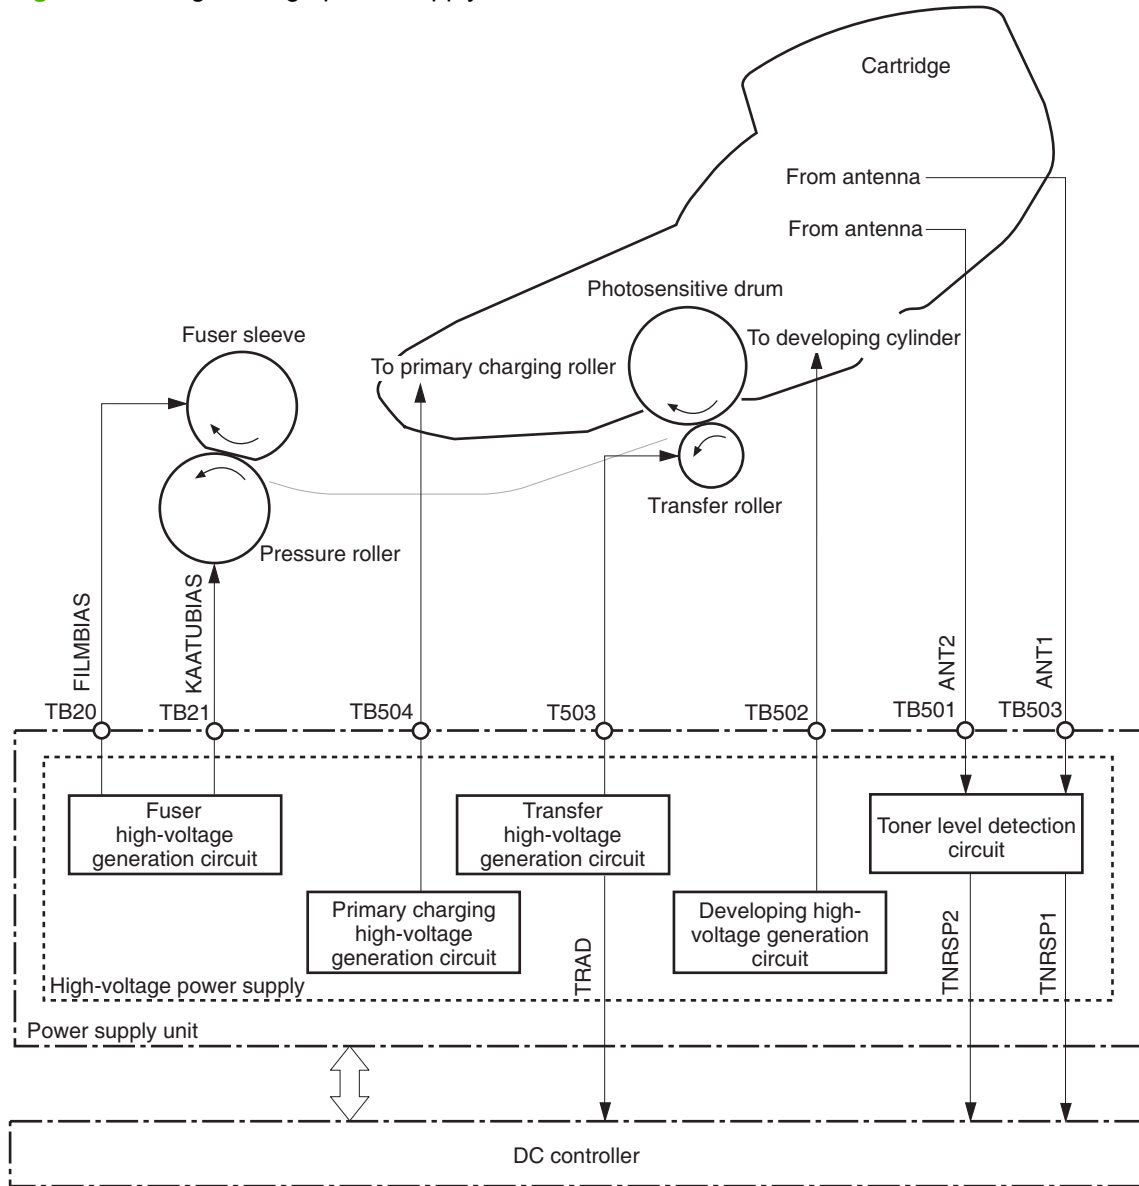 Cartridge
From antenna
From antenna
Photosensitive drum
Fuser sleeve
To developing cylinder
To primary charging roller
Transfer roller
Pressure roller
FILMBIAS
KAATUBIAS
ANT2
ANT1
TB20
TB21
TB504
T503
TB502
TB501
TB503
Fuser
high-voltage
generation circuit
Transfer
high-voltage
generation circuit
Toner level detection
circuit
Primary charging
high-voltage
generation circuit
Developing high-
voltage generation
circuit
TRAD
TNRSP2
TNRSP1
High-voltage power supply
Power supply unit
DC controller